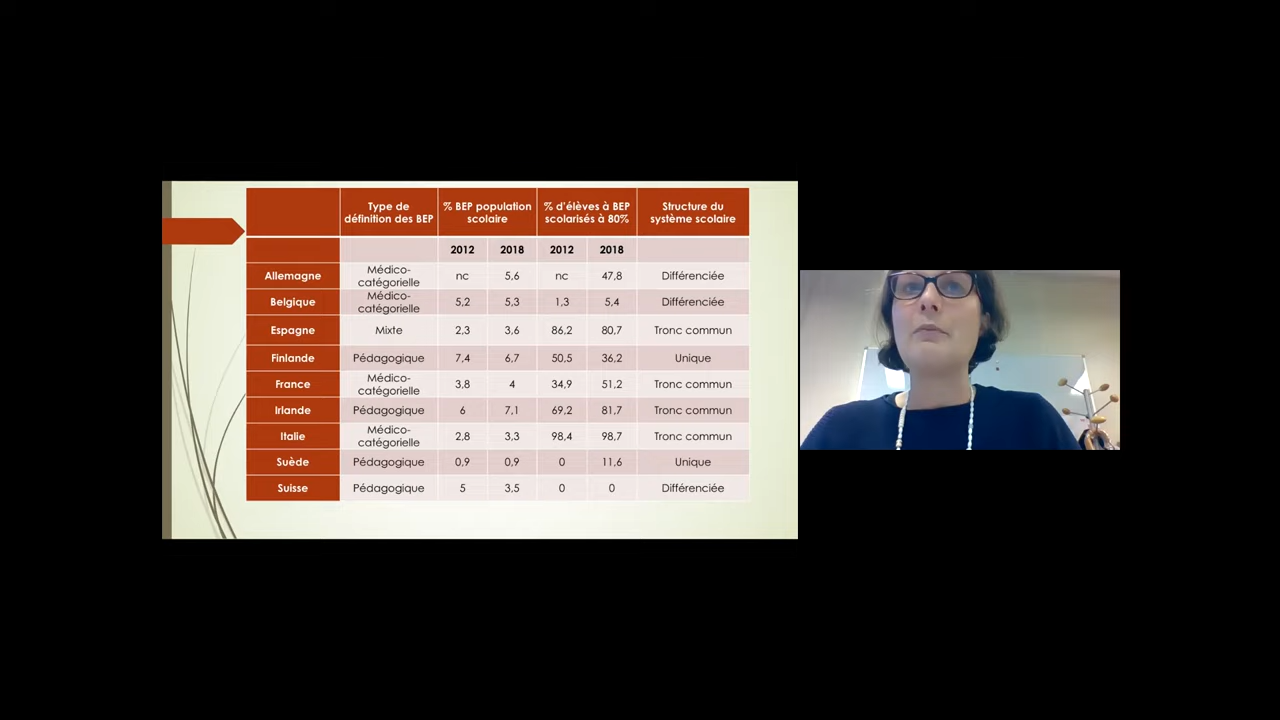 Type de définition des BEP % BEP population scolaire % d'élèves à BEP scolarisés à 80% Structure du système scolaire
2012 2018 2012 2018
Allemagne Médico-catégorielle nc 5,6 nc 47,8 Différenciée
Belgique Médico-catégorielle 5,2 5,3 1,3 5,4 Différenciée
Espagne Mixte 2,3 3,6 86,2 80,7 Tronc commun
Finlande Pédagogique 7,4 6,7 50,5 36,2 Unique
France Médico-catégorielle 3,8 4 34,9 51,2 Tronc commun
Irlande Pédagogique 6 7,1 69,2 81,7 Tronc commun
Italie Médico-catégorielle 2,8 3,3 98,4 98,7 Tronc commun
Suède Pédagogique 0,9 0,9 0 11,6 Unique
Suisse Pédagogique 5 3,5 0 0 Différenciée